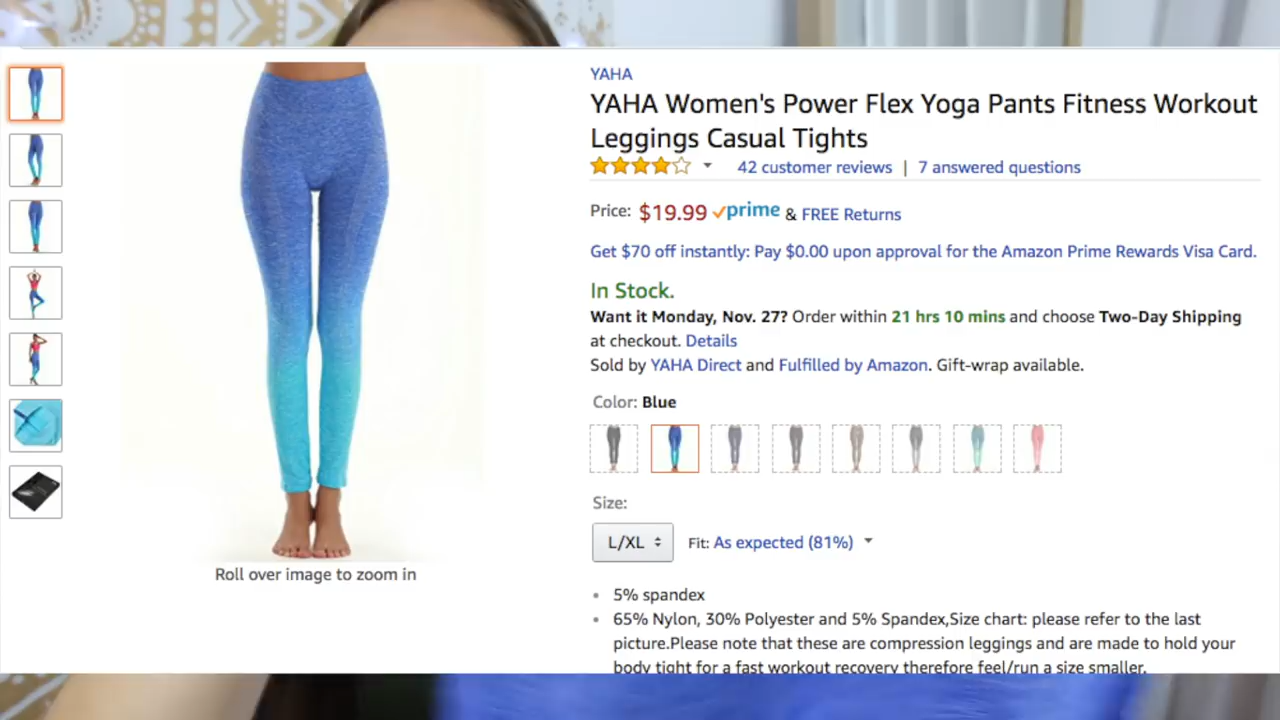 YAHA
YAHA Women's Power Flex Yoga Pants Fitness Workout
Leggings Casual Tights
42 customer reviews | 7 answered questions
Price: $19.99 prime & FREE Returns
Get $70 off instantly: Pay $0.00 upon approval for the Amazon Prime Rewards Visa Card.
In Stock.
Want it Monday, Nov. 27? Order within 21 hrs 10 mins and choose Two-Day Shipping
at checkout. Details
Sold by YAHA Direct and Fulfilled by Amazon. Gift-wrap available.
Color: Blue
Size:
L/XL Fit: As expected (81%)
Roll over image to zoom in
• 5% spandex
• 65% Nylon, 30% Polyester and 5% Spandex,Size chart: please refer to the last
picture.Please note that these are compression leggings and are made to hold your
body tight for a fast workout recovery therefore feel/run a size smaller.